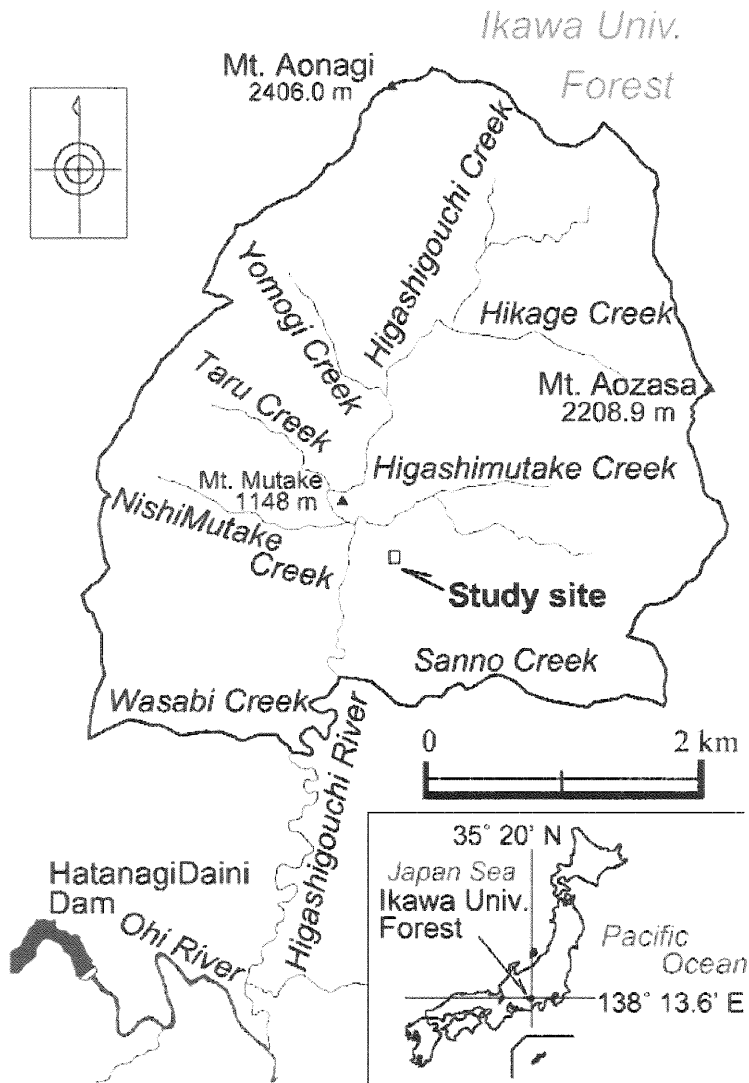 Ikawa Univ.
Forest
Mt. Aonagi
2406.0 m
Higashigouchi Creek
Yomogi Creek
Hikage Creek
Taru Creek
Mt. Aozasa
2208.9 m
Mt. Mutake
1148 m
Higashimutake Creek
NishiMutake
Creek
Study site
Sanno Creek
Wasabi Creek
Higashigouchi River
0 2 km
HatanagiDaini
Dam
Ohi River
35° 20' N
Japan Sea
Ikawa Univ.
Forest
Pacific
Ocean
138° 13.6' E